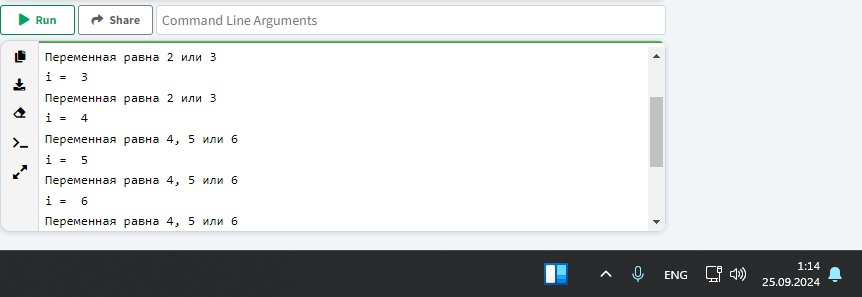 Run
Share
Command Line Arguments
Переменная равна 2 или 3
i =  3
Переменная равна 2 или 3
i =  4
Переменная равна 4, 5 или 6
i =  5
Переменная равна 4, 5 или 6
i =  6
Переменная равна 4, 5 или 6
ENG
1:14
25.09.2024